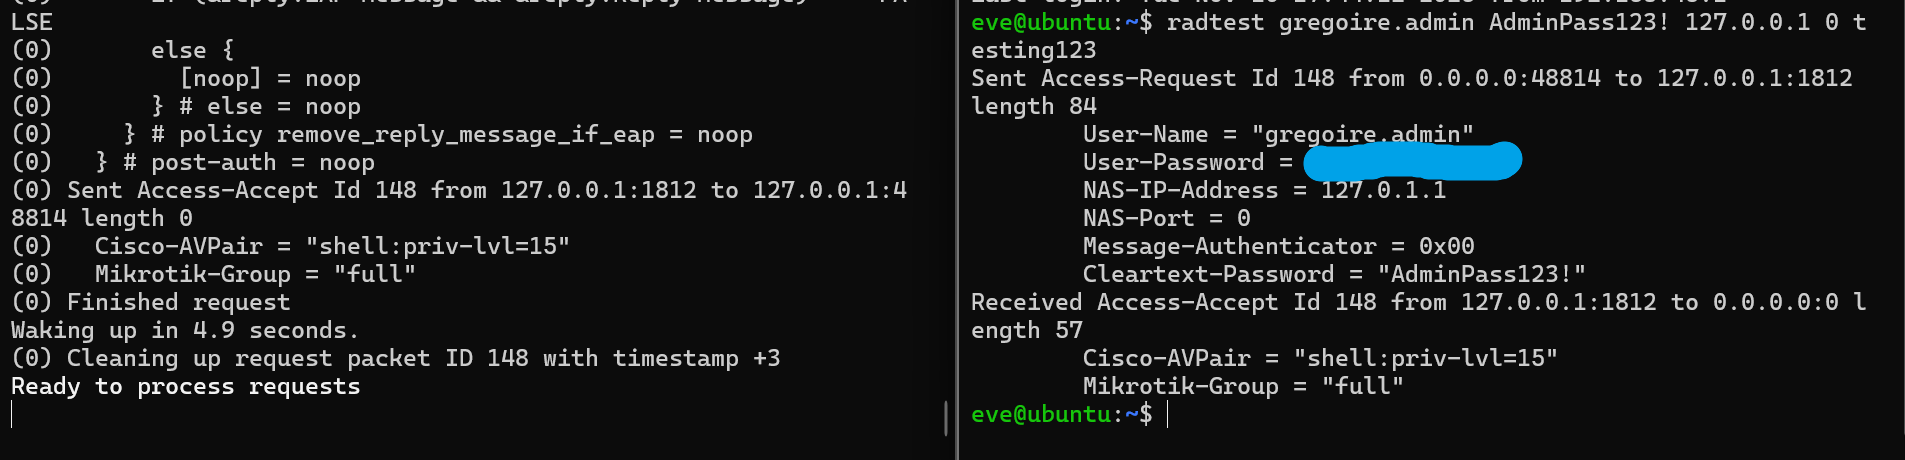 LSE
(0)       else {
(0)         [noop] = noop
(0)       } # else = noop
(0)     } # policy remove_reply_message_if_eap = noop
(0)   } # post-auth = noop
(0) Sent Access-Accept Id 148 from 127.0.0.1:1812 to 127.0.0.1:4
8814 length 0
(0)   Cisco-AVPair = "shell:priv-lvl=15"
(0)   Mikrotik-Group = "full"
(0) Finished request
Waking up in 4.9 seconds.
(0) Cleaning up request packet ID 148 with timestamp +3
Ready to process requests
eve@ubuntu:~$ radtest gregoire.admin AdminPass123! 127.0.0.1 0 t
esting123
Sent Access-Request Id 148 from 0.0.0.0:48814 to 127.0.0.1:1812
length 84
        User-Name = "gregoire.admin"
        User-Password =
        NAS-IP-Address = 127.0.1.1
        NAS-Port = 0
        Message-Authenticator = 0x00
        Cleartext-Password = "AdminPass123!"
Received Access-Accept Id 148 from 127.0.0.1:1812 to 0.0.0.0:0 l
ength 57
        Cisco-AVPair = "shell:priv-lvl=15"
        Mikrotik-Group = "full"
eve@ubuntu:~$